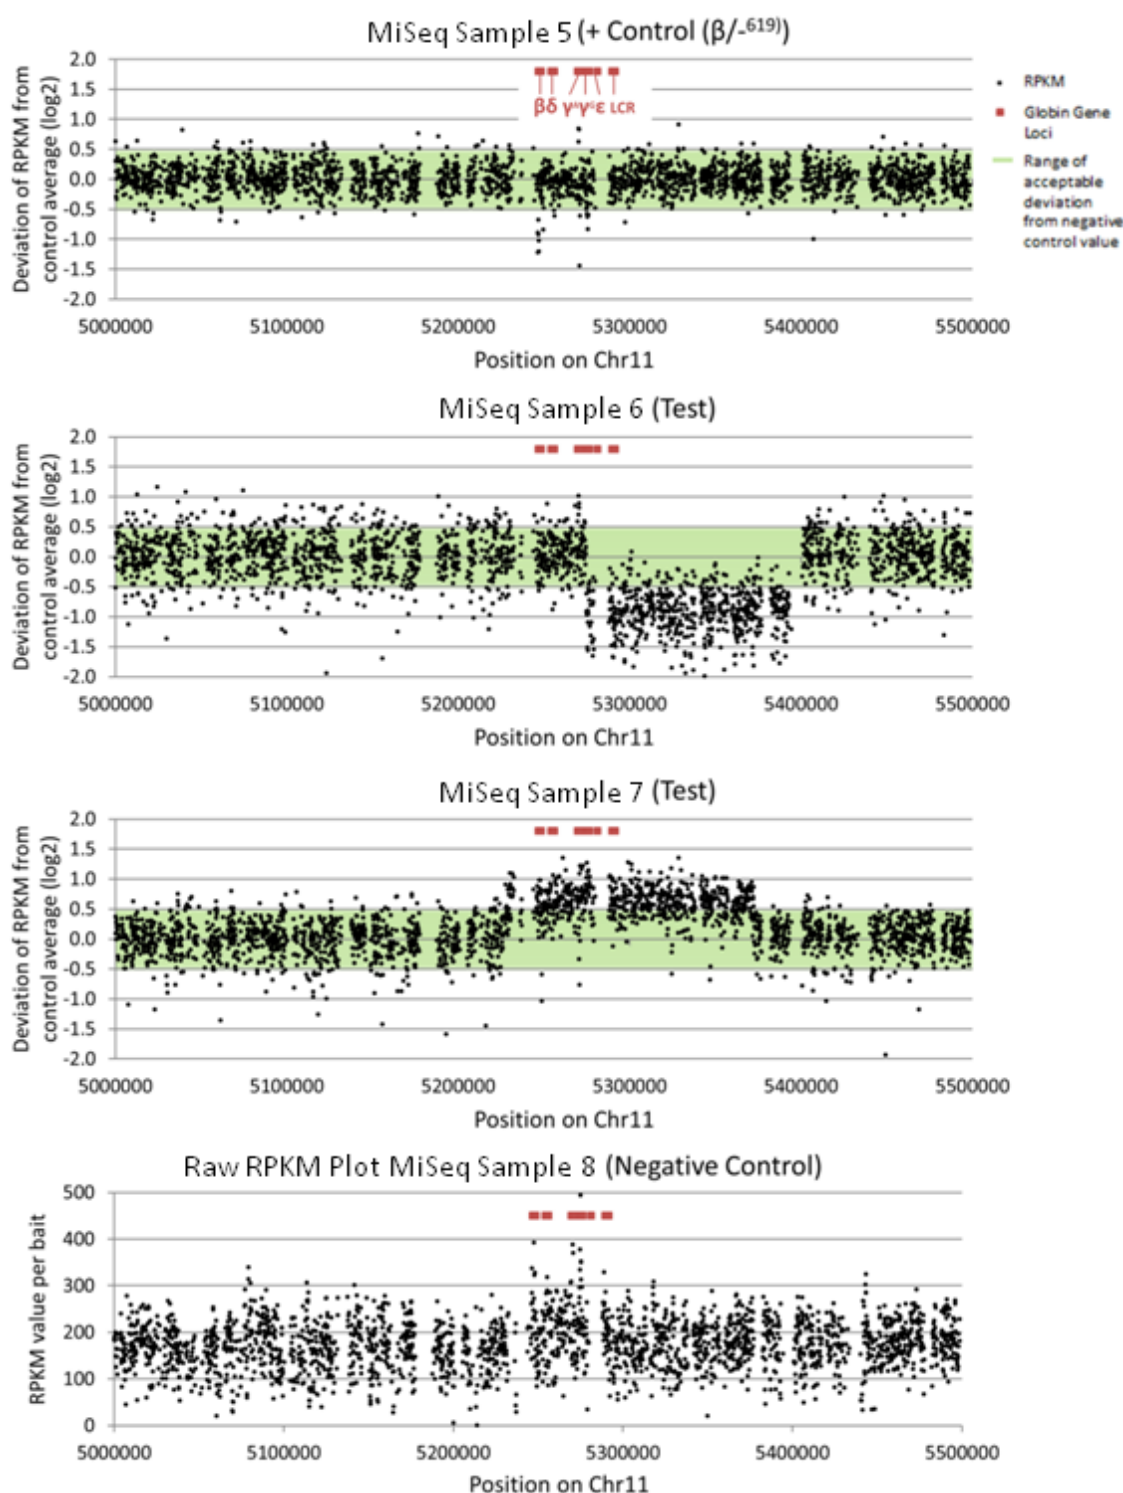 MiSeq Sample 5 (+ Control (β/-⁶¹⁹)
Deviation of RPKM from
control average (log2)
2.0
1.5
1.0
0.5
0.0
-0.5
-1.0
-1.5
-2.0
βδ γᴬγᴳε LCR
5000000 5100000 5200000 5300000 5400000 5500000
Position on Chr11
RPKM
Globin Gene
Loci
Range of
acceptable
deviation
from negative
control value
MiSeq Sample 6 (Test)
Deviation of RPKM from
control average (log2)
2.0
1.5
1.0
0.5
0.0
-0.5
-1.0
-1.5
-2.0
5000000 5100000 5200000 5300000 5400000 5500000
Position on Chr11
MiSeq Sample 7 (Test)
Deviation of RPKM from
control average (log2)
2.0
1.5
1.0
0.5
0.0
-0.5
-1.0
-1.5
-2.0
5000000 5100000 5200000 5300000 5400000 5500000
Position on Chr11
Raw RPKM Plot MiSeq Sample 8 (Negative Control)
RPKM value per bait
500
400
300
200
100
0
5000000 5100000 5200000 5300000 5400000 5500000
Position on Chr11